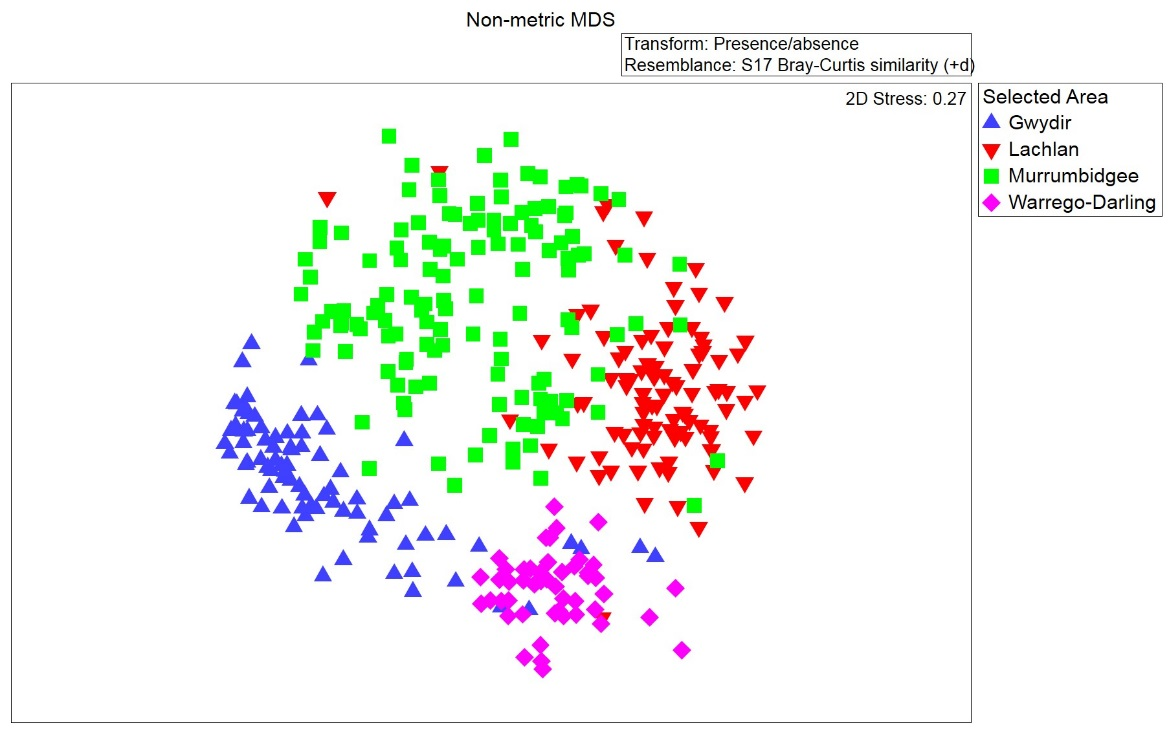 Non-metric MDS
Transform: Presence/absence
Resemblance: S17 Bray-Curtis similarity (+d)
2D Stress: 0.27
Selected Area
Gwydir
Lachlan
Murrumbidgee
Warrego-Darling